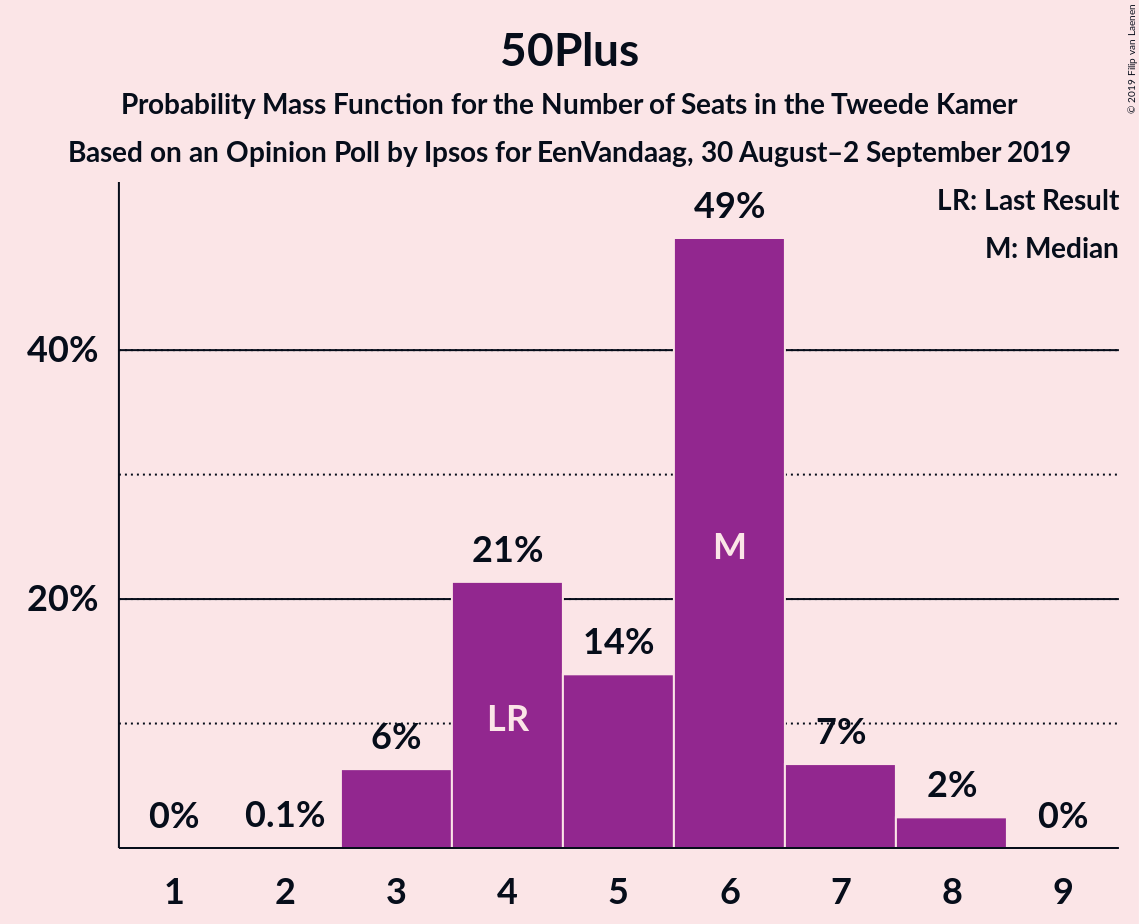 50Plus
Probability Mass Function for the Number of Seats in the Tweede Kamer
Based on an Opinion Poll by Ipsos for EenVandaag, 30 August–2 September 2019
© 2019 Filip van Laenen
LR: Last Result
M: Median
49%
40%
M
21%
20%
14%
LR
6%
7%
2%
0%
0.1%
0%
1 2 3 4 5 6 7 8 9